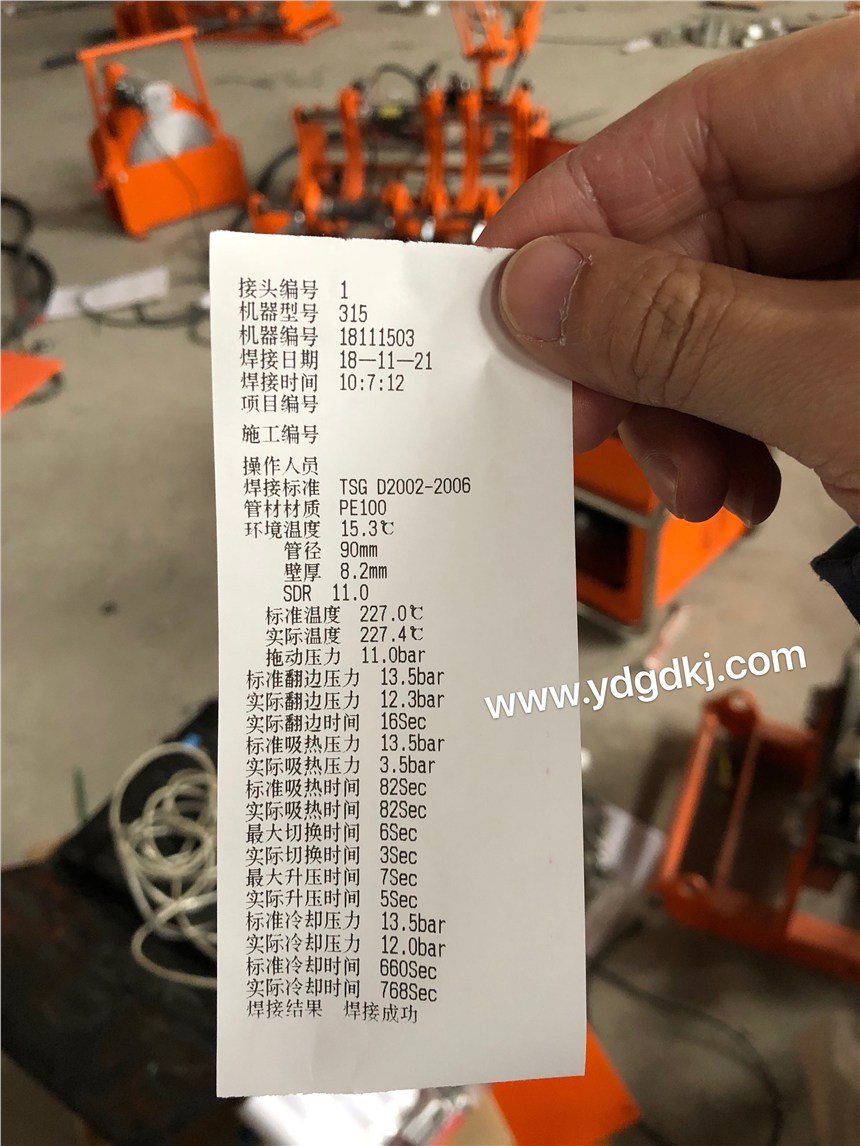 接头编号 1
机器型号 315
机器编号 18111503
焊接日期 18—11—21
焊接时间 10:7:12
项目编号
施工编号
操作人员
焊接标准 TSG D2002-2006
管材材质 PE100
环境温度 15.3℃
管径 90mm
壁厚 8.2mm
SDR 11.0
标准温度 227.0℃
实际温度 227.4℃
拖动压力 11.0bar
标准翻边压力 13.5bar
实际翻边压力 12.3bar
实际翻边时间 16Sec
标准吸热压力 13.5bar
实际吸热压力 3.5bar
标准吸热时间 82Sec
实际吸热时间 82Sec
最大切换时间 6Sec
实际切换时间 3Sec
最大升压时间 7Sec
实际升压时间 5Sec
标准冷却压力 13.5bar
实际冷却压力 12.0bar
标准冷却时间 660Sec
实际冷却时间 768Sec
焊接结果 焊接成功
www.ydgdkj.com